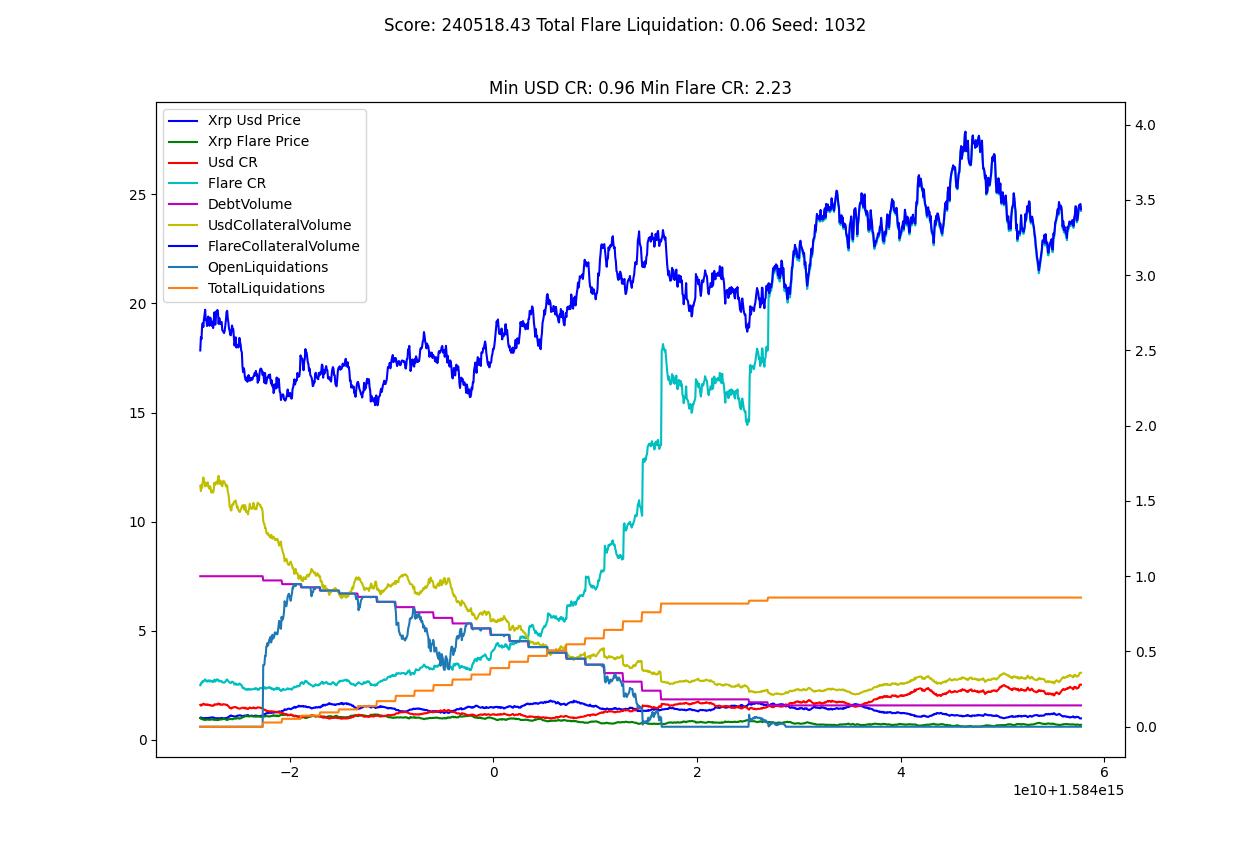 Score: 240518.43 Total Flare Liquidation: 0.06 Seed: 1032
Min USD CR: 0.96 Min Flare CR: 2.23
Xrp Usd Price
Xrp Flare Price
Usd CR
Flare CR
DebtVolume
UsdCollateralVolume
FlareCollateralVolume
OpenLiquidations
TotalLiquidations
25
20
15
10
5
0
4.0
3.5
3.0
2.5
2.0
1.5
1.0
0.5
0.0
−2
0
2
4
6
1e10+1.584e15